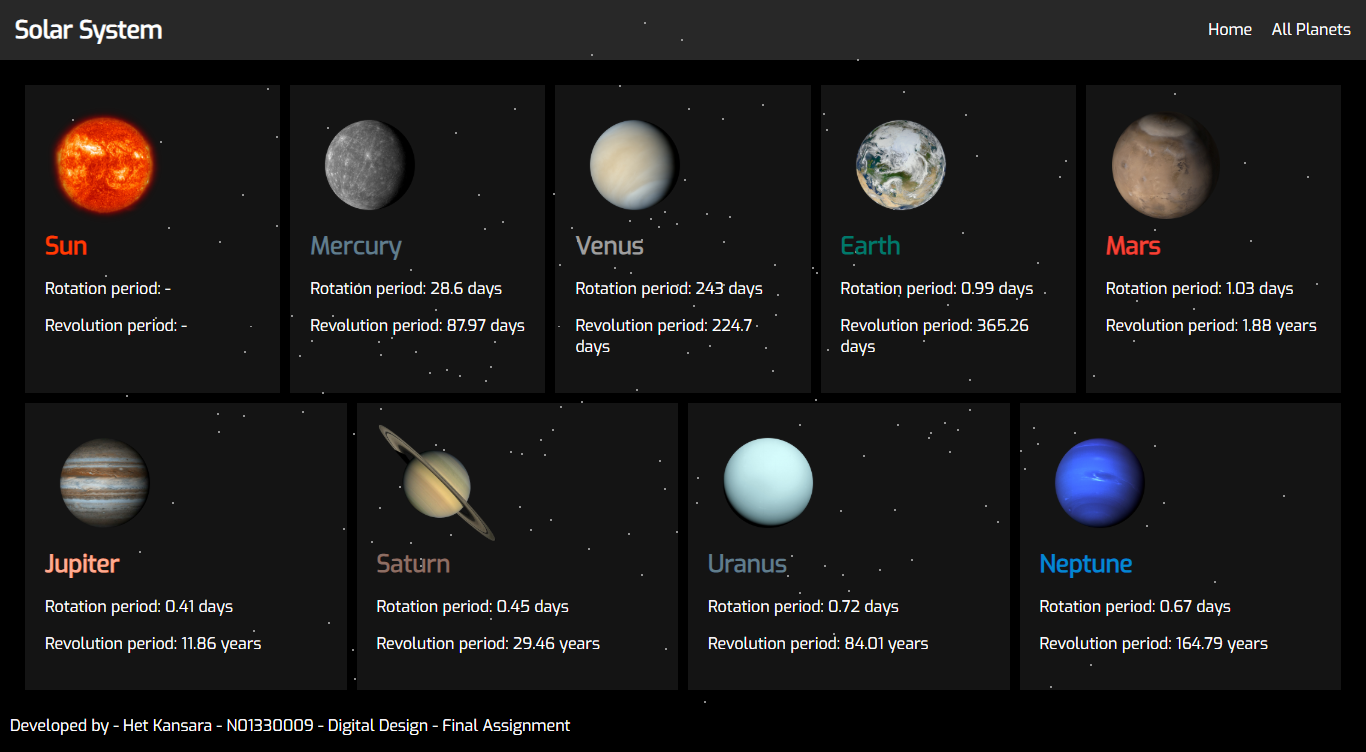 Solar System
Home
All Planets
Sun
Rotation period: -
Revolution period: -
Mercury
Rotation period: 28.6 days
Revolution period: 87.97 days
Venus
Rotation period: 243 days
Revolution period: 224.7
days
Earth
Rotation period: 0.99 days
Revolution period: 365.26
days
Mars
Rotation period: 1.03 days
Revolution period: 1.88 years
Jupiter
Rotation period: 0.41 days
Revolution period: 11.86 years
Saturn
Rotation period: 0.45 days
Revolution period: 29.46 years
Uranus
Rotation period: 0.72 days
Revolution period: 84.01 years
Neptune
Rotation period: 0.67 days
Revolution period: 164.79 years
Developed by - Het Kansara - N01330009 - Digital Design - Final Assignment